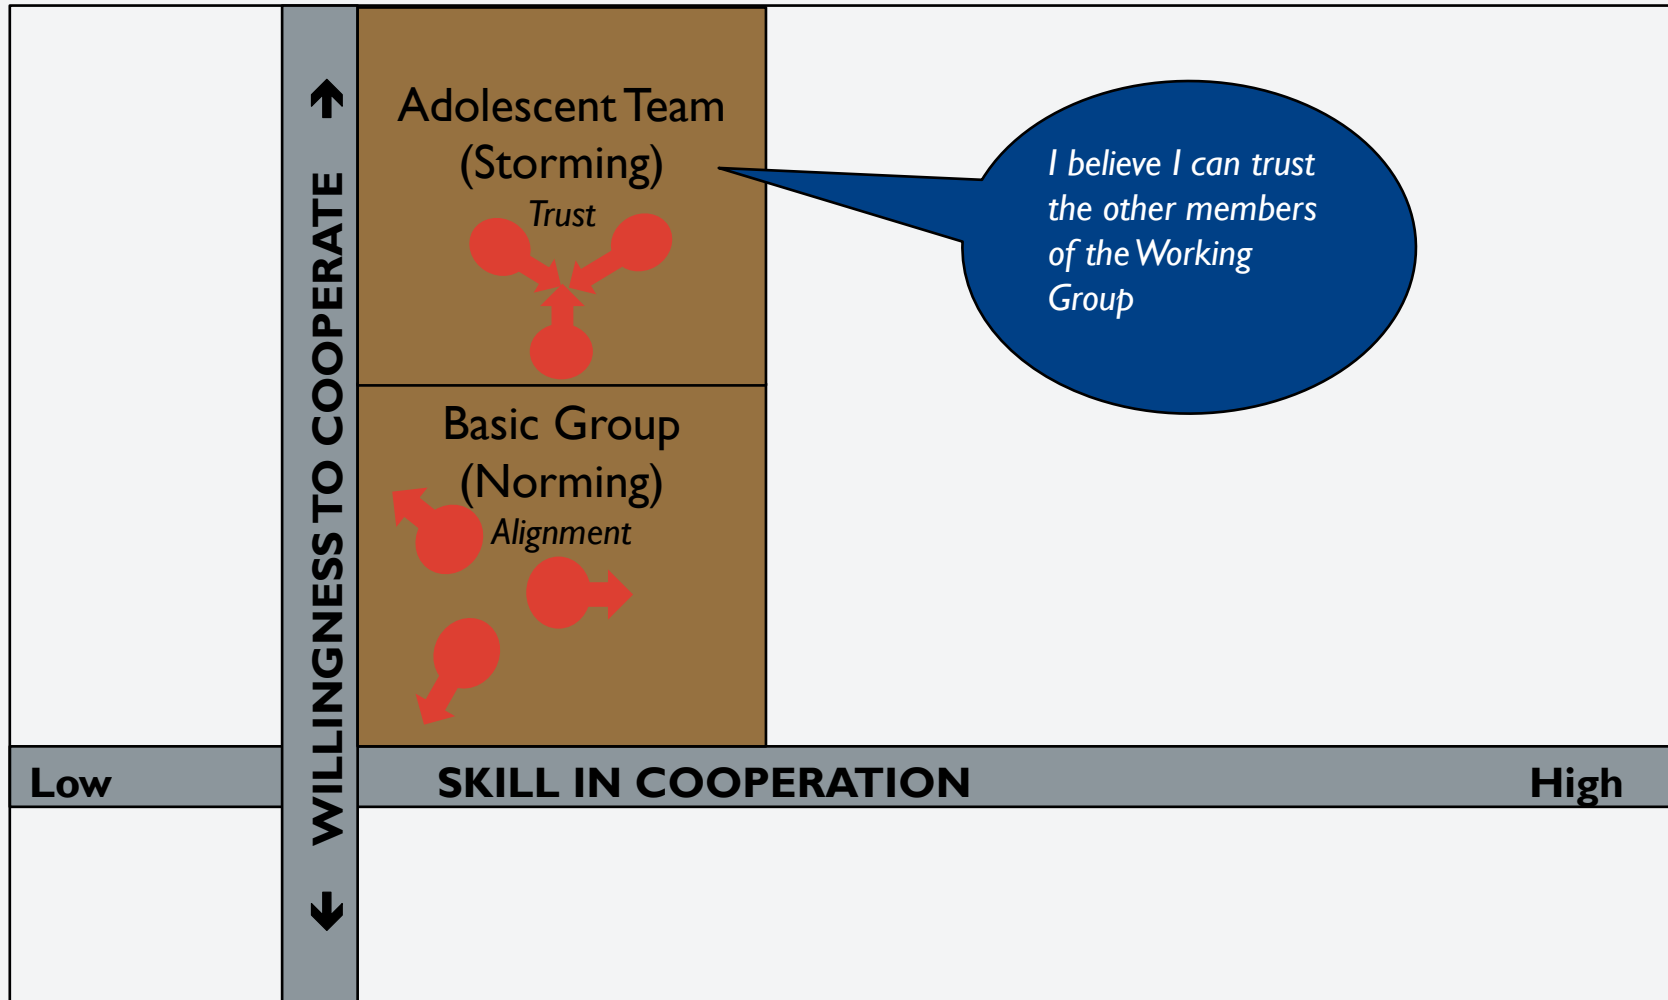 Adolescent Team
(Storming)
Trust
I believe I can trust
the other members
of the Working
Group
WILLINGNESS TO COOPERATE
Basic Group
(Norming)
Alignment
Low
SKILL IN COOPERATION
High